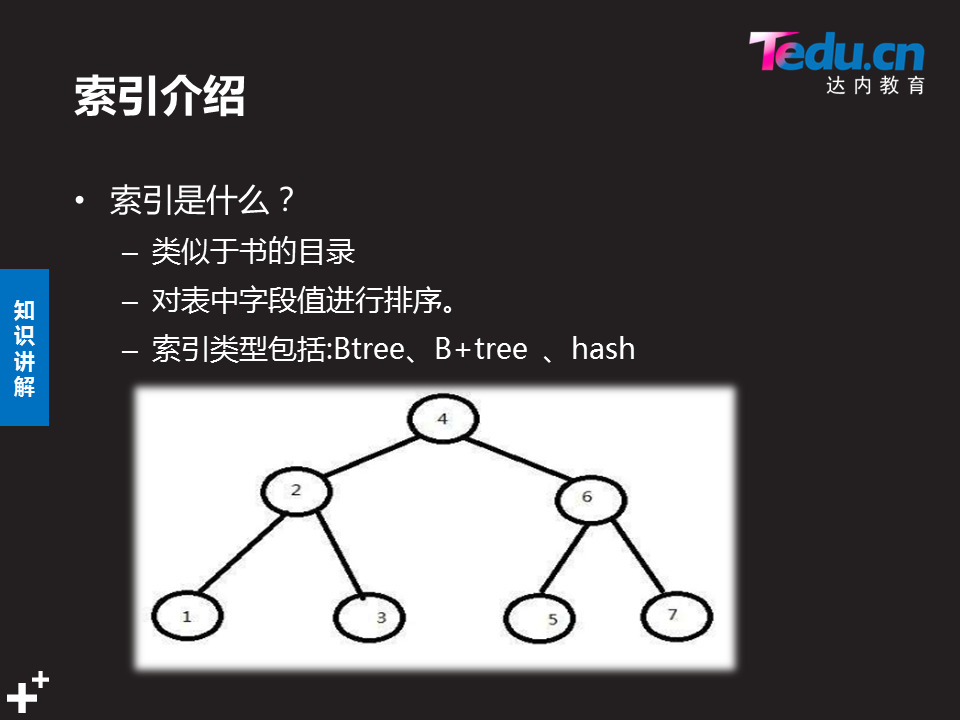 Tedu.cn
达内教育
索引介绍
• 索引是什么？
– 类似于书的目录
– 对表中字段值进行排序。
– 索引类型包括:Btree、B+tree 、hash
知
识
讲
解
4
2
6
1
3
5
7